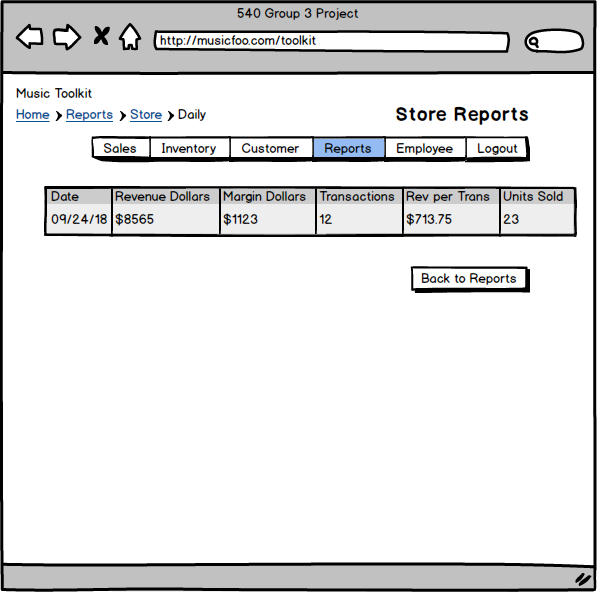 540 Group 3 Project
http://musicfoo.com/toolkit
Music Toolkit
Home Reports Store Daily
Store Reports
Sales Inventory Customer Reports Employee Logout
Date Revenue Dollars Margin Dollars Transactions Rev per Trans Units Sold
09/24/18 $8565 $1123 12 $713.75 23
Back to Reports